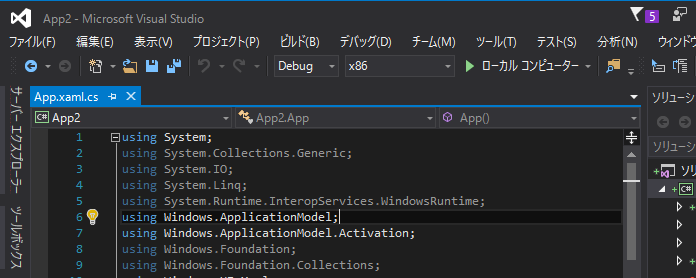 App2 - Microsoft Visual Studio
5
ファイル(F) 編集(E) 表示(V) プロジェクト(P) ビルド(B) デバッグ(D) チーム(M) ツール(T) テスト(S) 分析(N) ウィンドウ
Debug x86 ローカル コンピューター
サーバー エクスプローラー
ツールボックス
App.xaml.cs
ソリューシ
C# App2 App2.App App()
1 using System;
2 using System.Collections.Generic;
3 using System.IO;
4 using System.Linq;
5 using System.Runtime.InteropServices.WindowsRuntime;
6 using Windows.ApplicationModel;
7 using Windows.ApplicationModel.Activation;
8 using Windows.Foundation;
9 using Windows.Foundation.Collections;
ソリューシ
ソリ
C#